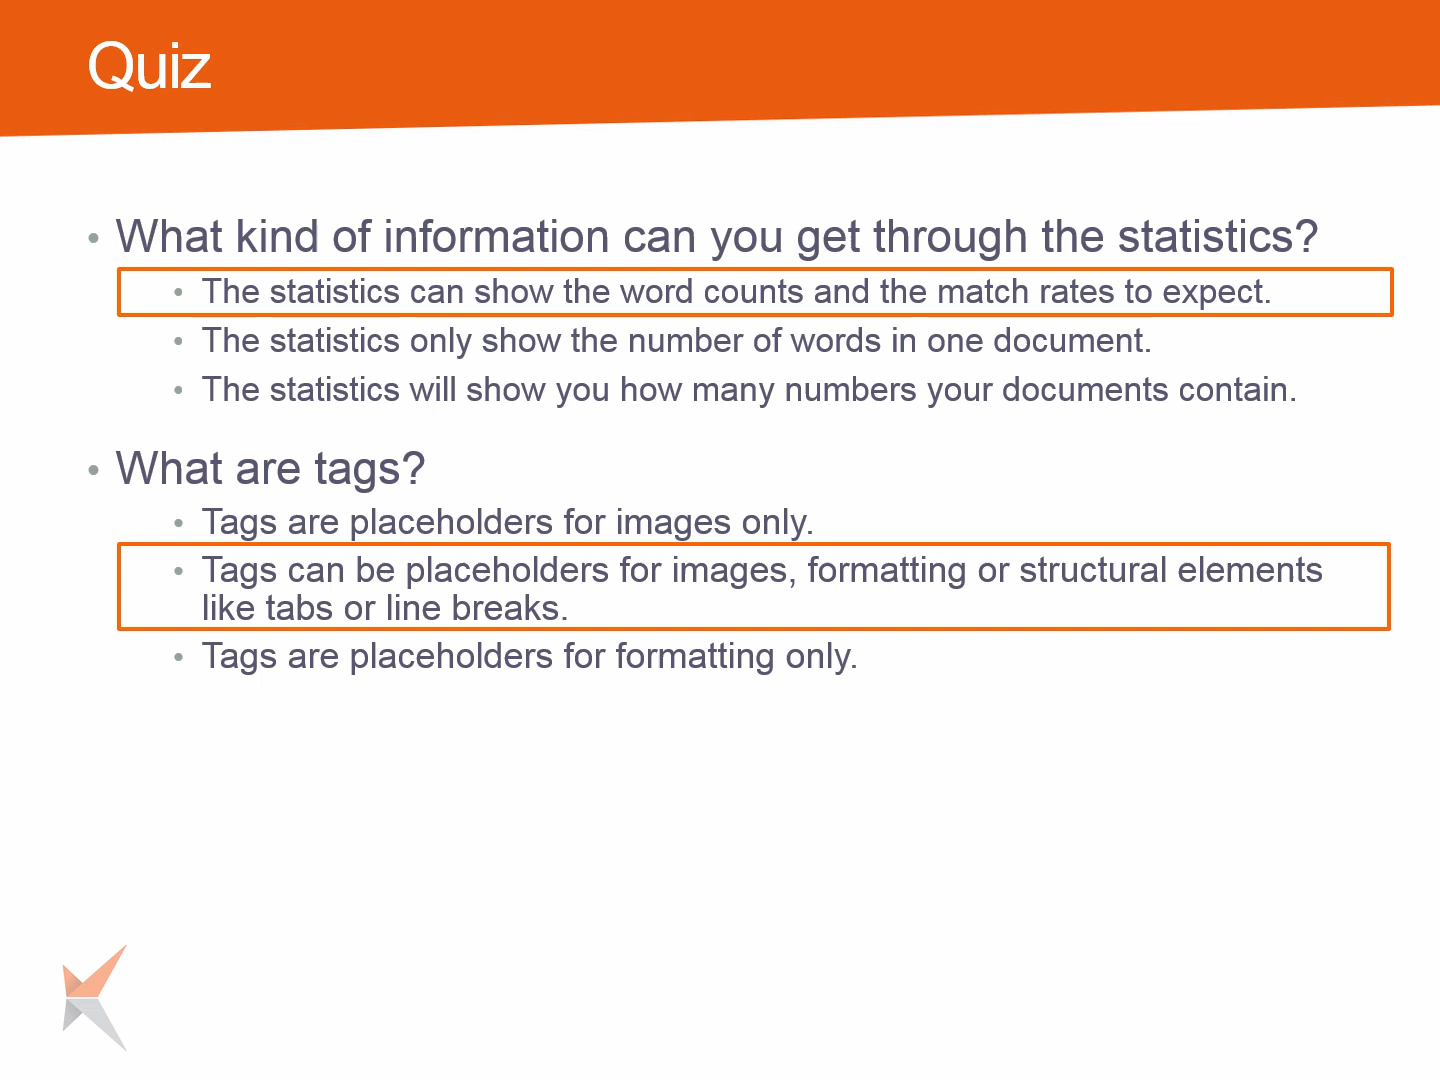 Quiz
• What kind of information can you get through the statistics?
• The statistics can show the word counts and the match rates to expect.
• The statistics only show the number of words in one document.
• The statistics will show you how many numbers your documents contain.
• What are tags?
• Tags are placeholders for images only.
• Tags can be placeholders for images, formatting or structural elements
like tabs or line breaks.
• Tags are placeholders for formatting only.